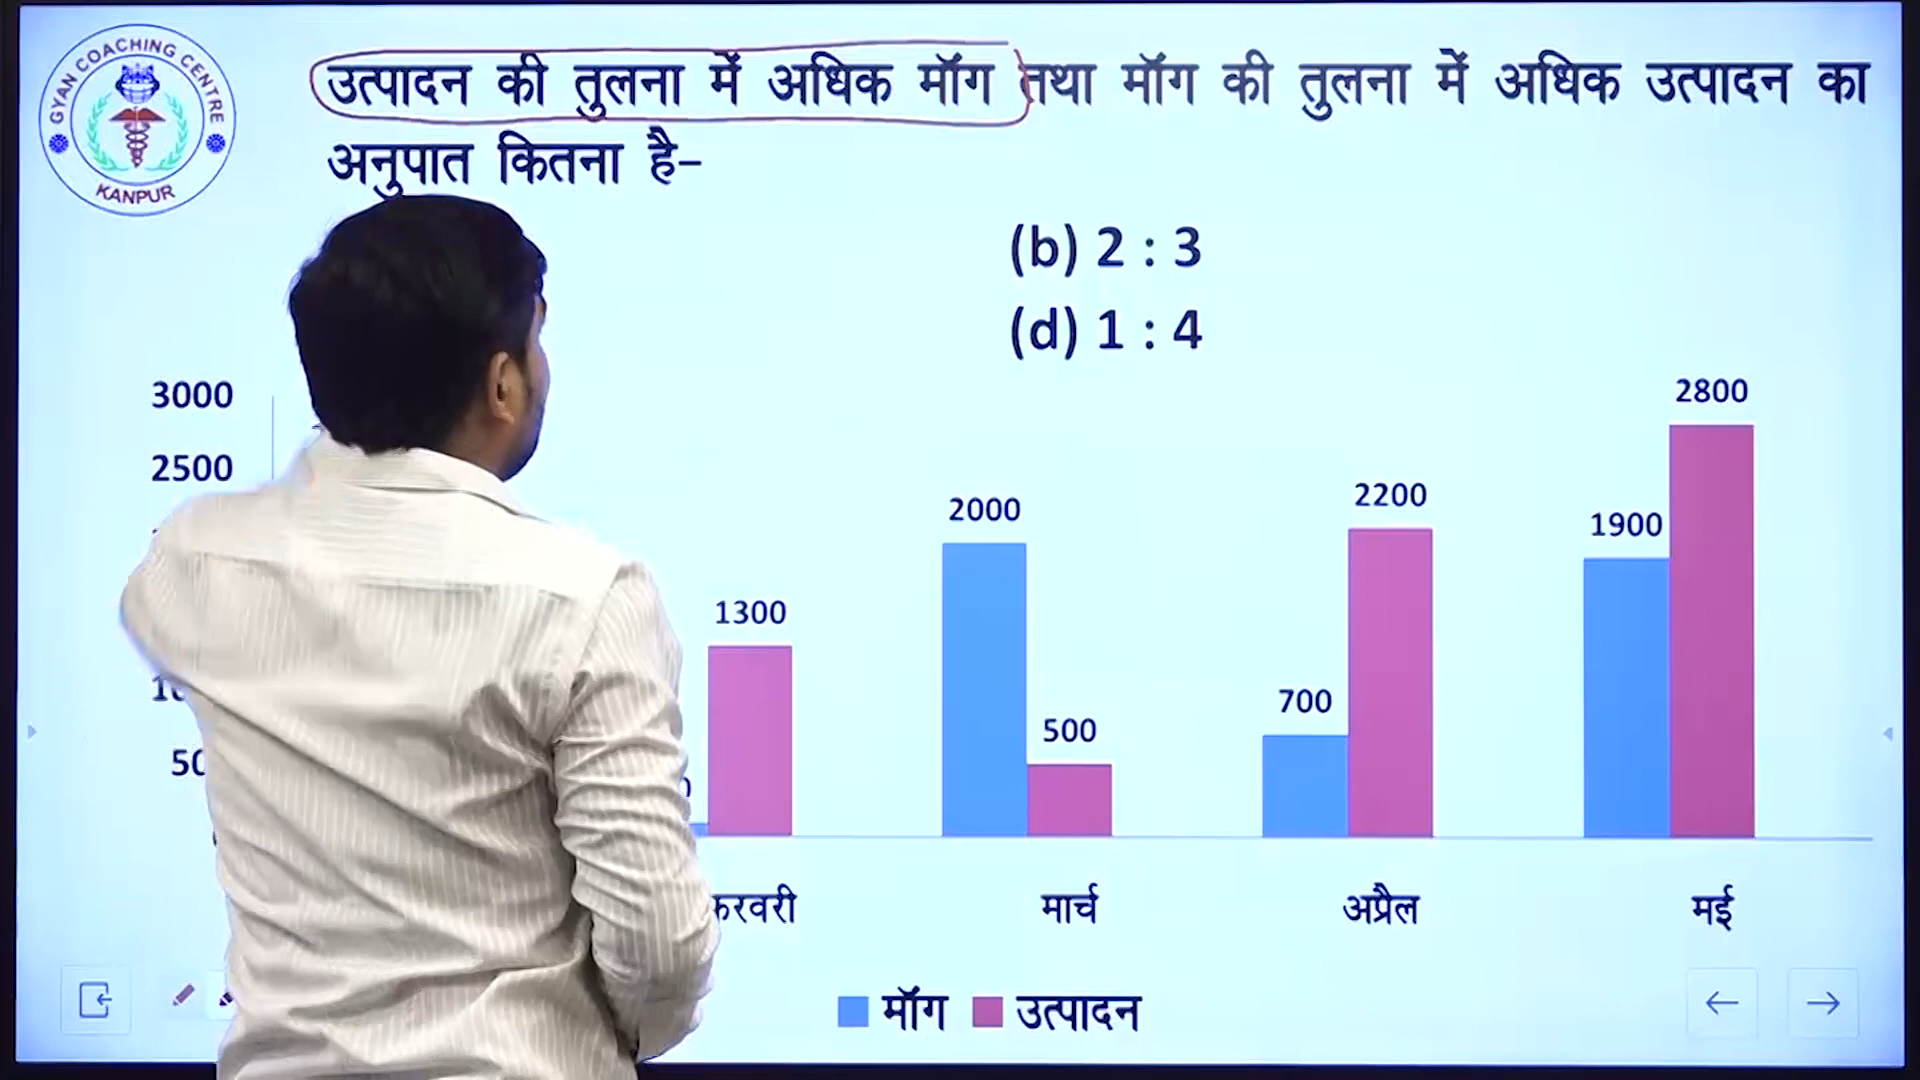 GYAN COACHING CENTRE
KANPUR
उत्पादन की तुलना में अधिक मॉग तथा मॉग की तुलना में अधिक उत्पादन का
अनुपात कितना है–
(b) 2 : 3
(d) 1 : 4
3000
2500
2800
2200
2000
1900
1300
700
500
मार्च
अप्रैल
मई
मॉग
उत्पादन